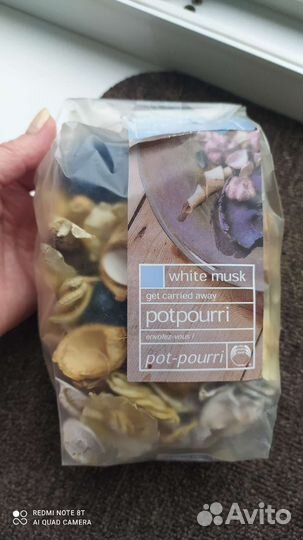 white musk
get carried away
potpourri
envolez-vous !
pot-pourri
REDMI NOTE 8T
AI QUAD CAMERA
Avito